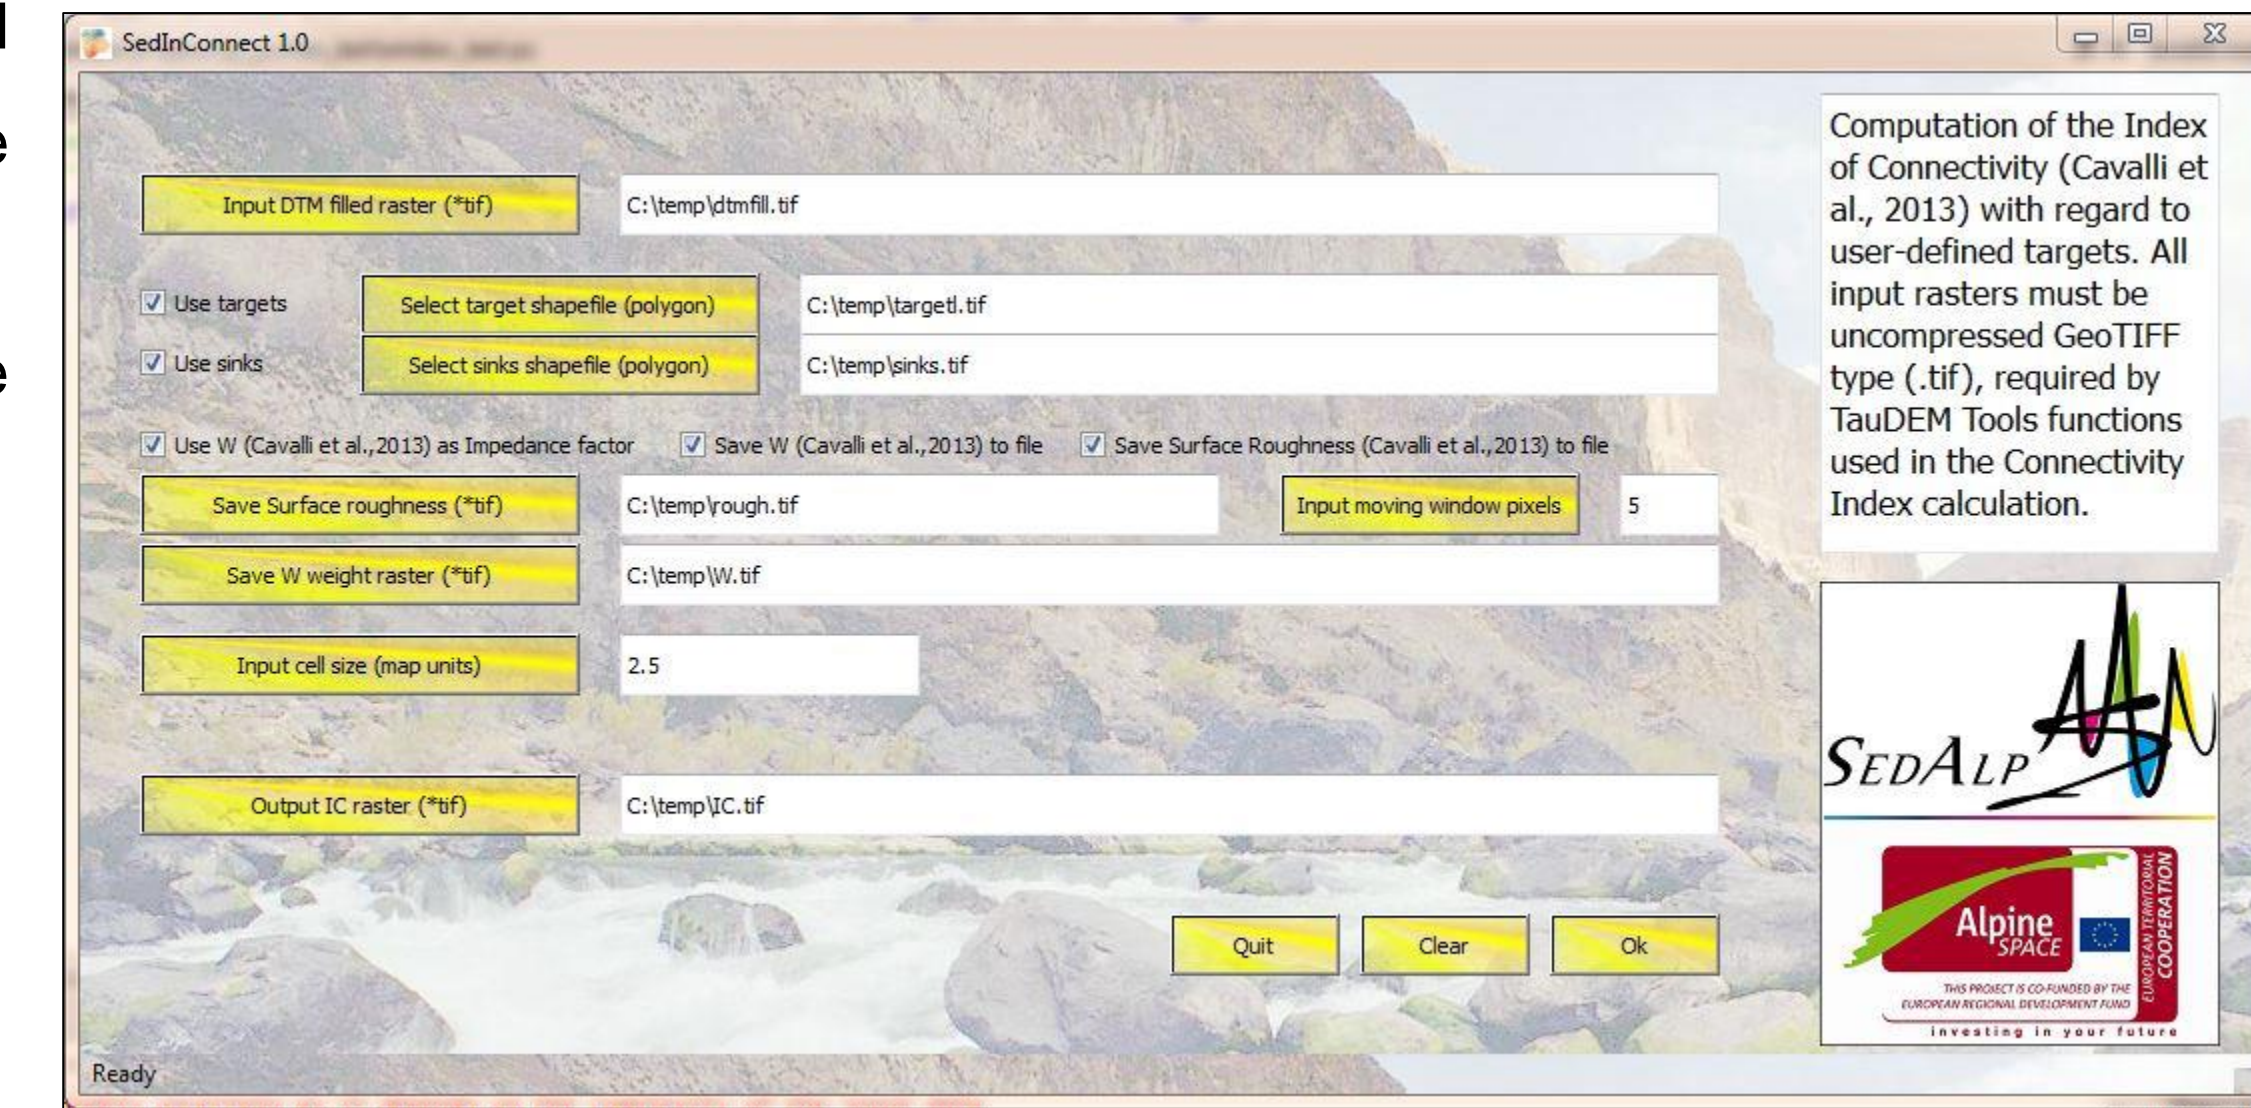 SedInConnect 1.0
Input DTM filled raster (*tif) C:\temp\dtmfill.tif
Use targets Select target shapefile (polygon) C:\temp\targetl.tif
Use sinks Select sinks shapefile (polygon) C:\temp\sinks.tif
Use W (Cavalli et al.,2013) as Impedance factor Save W (Cavalli et al.,2013) to file Save Surface Roughness (Cavalli et al.,2013) to file
Save Surface roughness (*tif) C:\temp\rough.tif Input moving window pixels 5
Save W weight raster (*tif) C:\temp\W.tif
Input cell size (map units) 2.5
Output IC raster (*tif) C:\temp\IC.tif
Quit Clear Ok
Ready
Computation of the Index
of Connectivity (Cavalli et
al., 2013) with regard to
user-defined targets. All
input rasters must be
uncompressed GeoTIFF
type (.tif), required by
TauDEM Tools functions
used in the Connectivity
Index calculation.
SEDALP
Alpine
SPACE
EUROPEAN TERRITORIAL
COOPERATION
THIS PROJECT IS CO-FUNDED BY THE
EUROPEAN REGIONAL DEVELOPMENT FUND
investing in your future